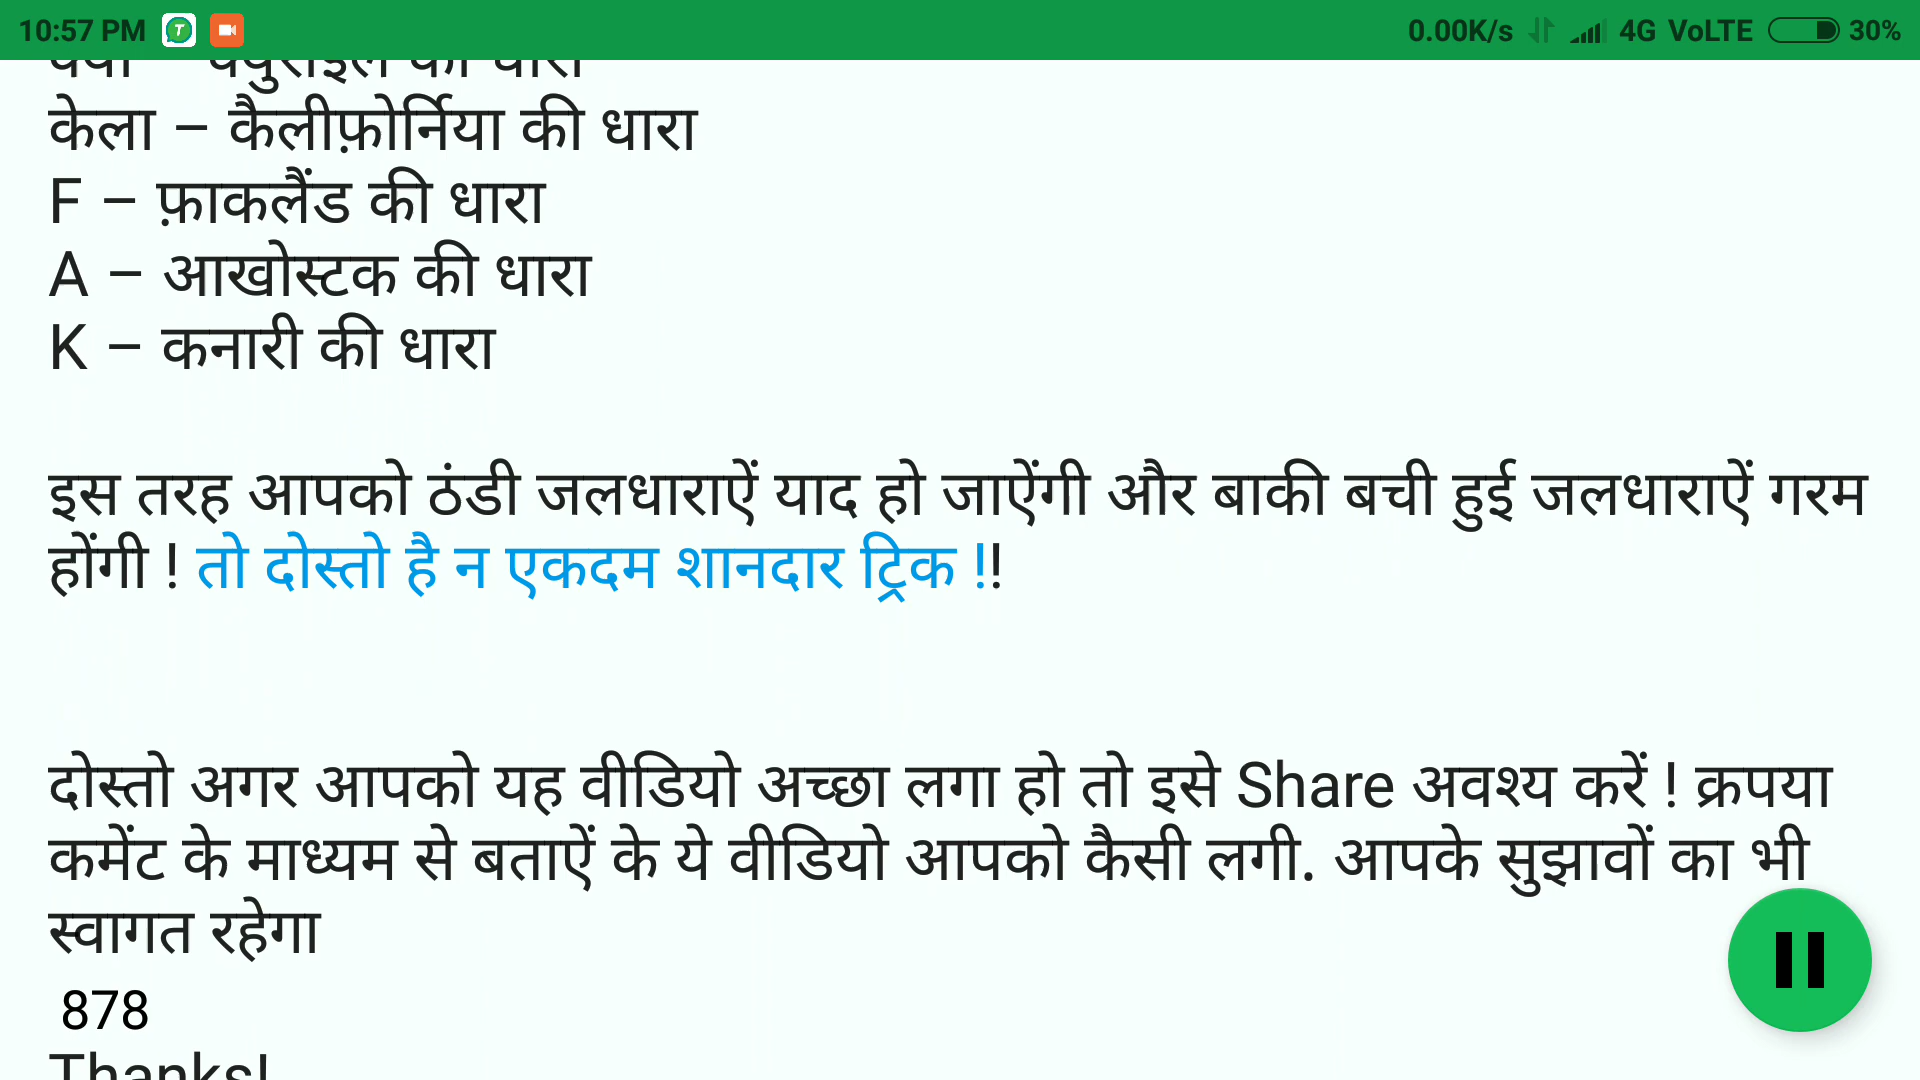 10:57 PM 0.00K/s 4G VoLTE 30%
केला – कैलीफ़ोर्निया की धारा
F – फ़ाकलैंड की धारा
A – आखोस्टक की धारा
K – कनारी की धारा
इस तरह आपको ठंडी जलधाराऐं याद हो जाऐंगी और बाकी बची हुई जलधाराऐं गरम
होंगी ! तो दोस्तो है न एकदम शानदार ट्रिक !!
दोस्तो अगर आपको यह वीडियो अच्छा लगा हो तो इसे Share अवश्य करें ! क्रपया
कमेंट के माध्यम से बताऐं के ये वीडियो आपको कैसी लगी. आपके सुझावों का भी
स्वागत रहेगा
878
Thanks!